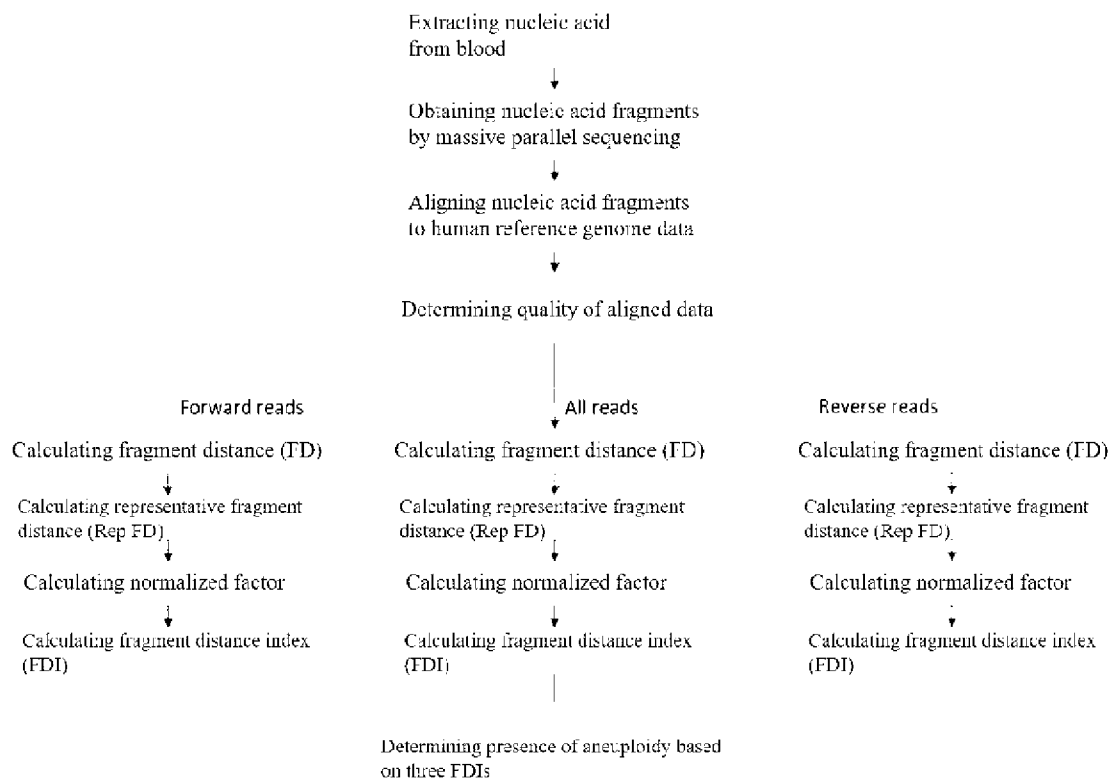 Extracting nucleic acid
from blood
Obtaining nucleic acid fragments
by massive parallel sequencing
Aligning nucleic acid fragments
to human reference genome data
Determining quality of aligned data
Forward reads
All reads
Reverse reads
Calculating fragment distance (FD)
Calculating fragment distance (FD)
Calculating fragment distance (FD)
Calculating representative fragment
distance (Rep FD)
Calculating representative fragment
distance (Rep FD)
Calculating representative fragment
distance (Rep FD)
Calculating normalized factor
Calculating normalized factor
Calculating normalized factor
Calculating fragment distance index
(FDI)
Calculating fragment distance index
(FDI)
Calculating fragment distance index
(FDI)
Determining presence of aneuploidy based
on three FDIs